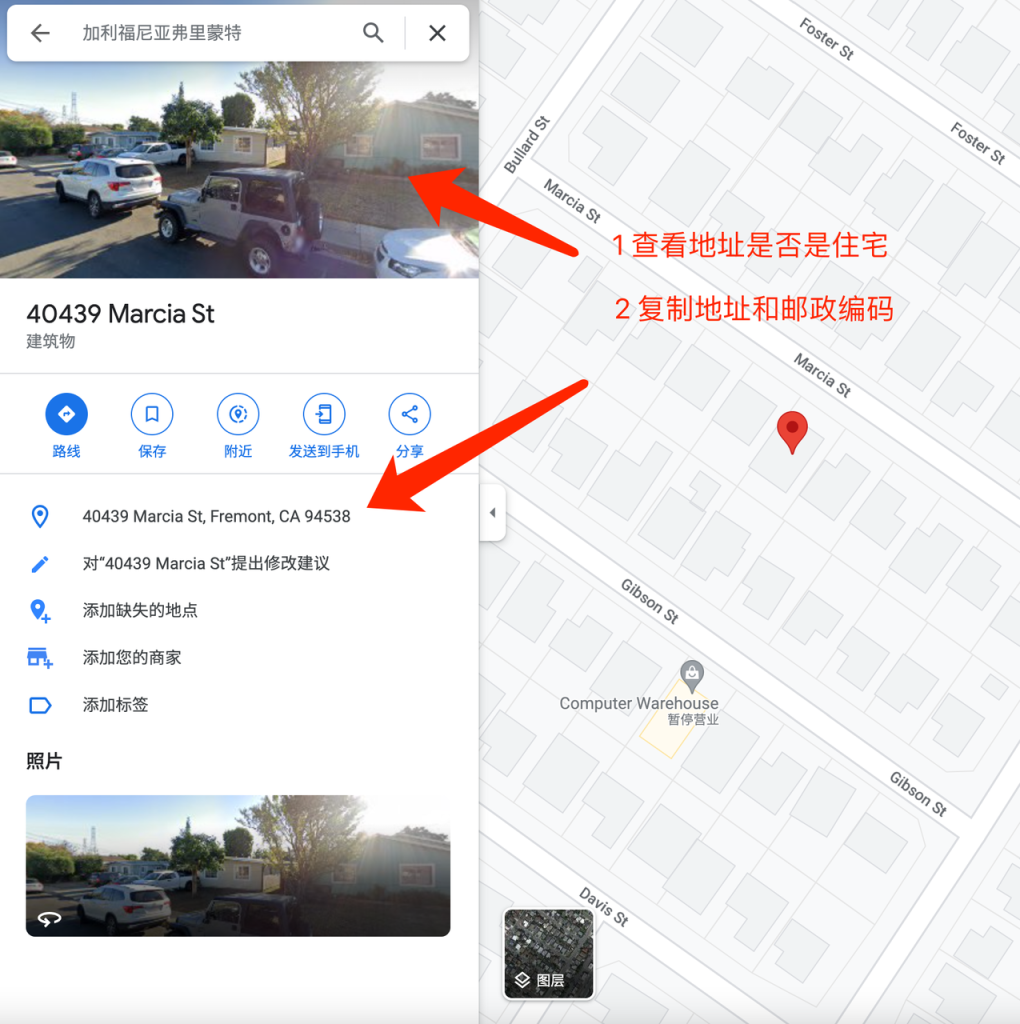 加利福尼亚弗里蒙特
40439 Marcia St
建筑物
路线
保存
附近
发送到手机
分享
40439 Marcia St, Fremont, CA 94538
对“40439 Marcia St”提出修改建议
添加缺失的地点
添加您的商家
添加标签
照片
Foster St
Foster St
Bullard St
Marcia St
1 查看地址是否是住宅
2 复制地址和邮政编码
Marcia St
Gibson St
Computer Warehouse
暂停营业
Gibson St
Davis St
图层